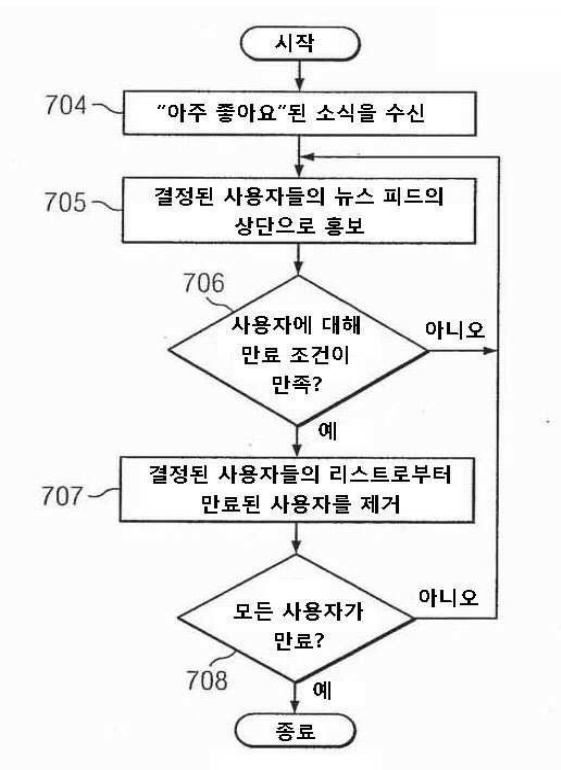 시작
704
"아주 좋아요"된 소식을 수신
705
결정된 사용자들의 뉴스 피드의
상단으로 홍보
706
사용자에 대해
만료 조건이
만족?
아니오
예
707
결정된 사용자들의 리스트로부터
만료된 사용자를 제거
모든 사용자가
만료?
아니오
708
예
종료